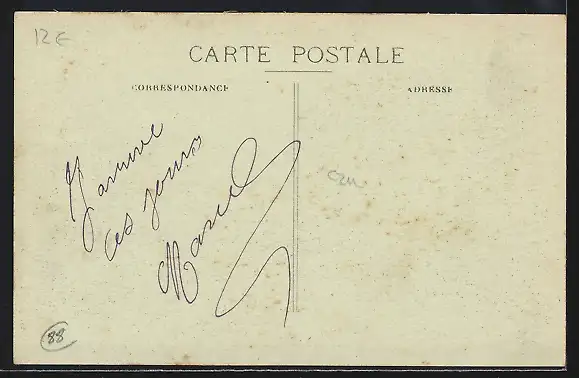 12 €
CARTE POSTALE
CORRESPONDANCE
ADRESSE
J'arrive
ces jours
Marcel
88